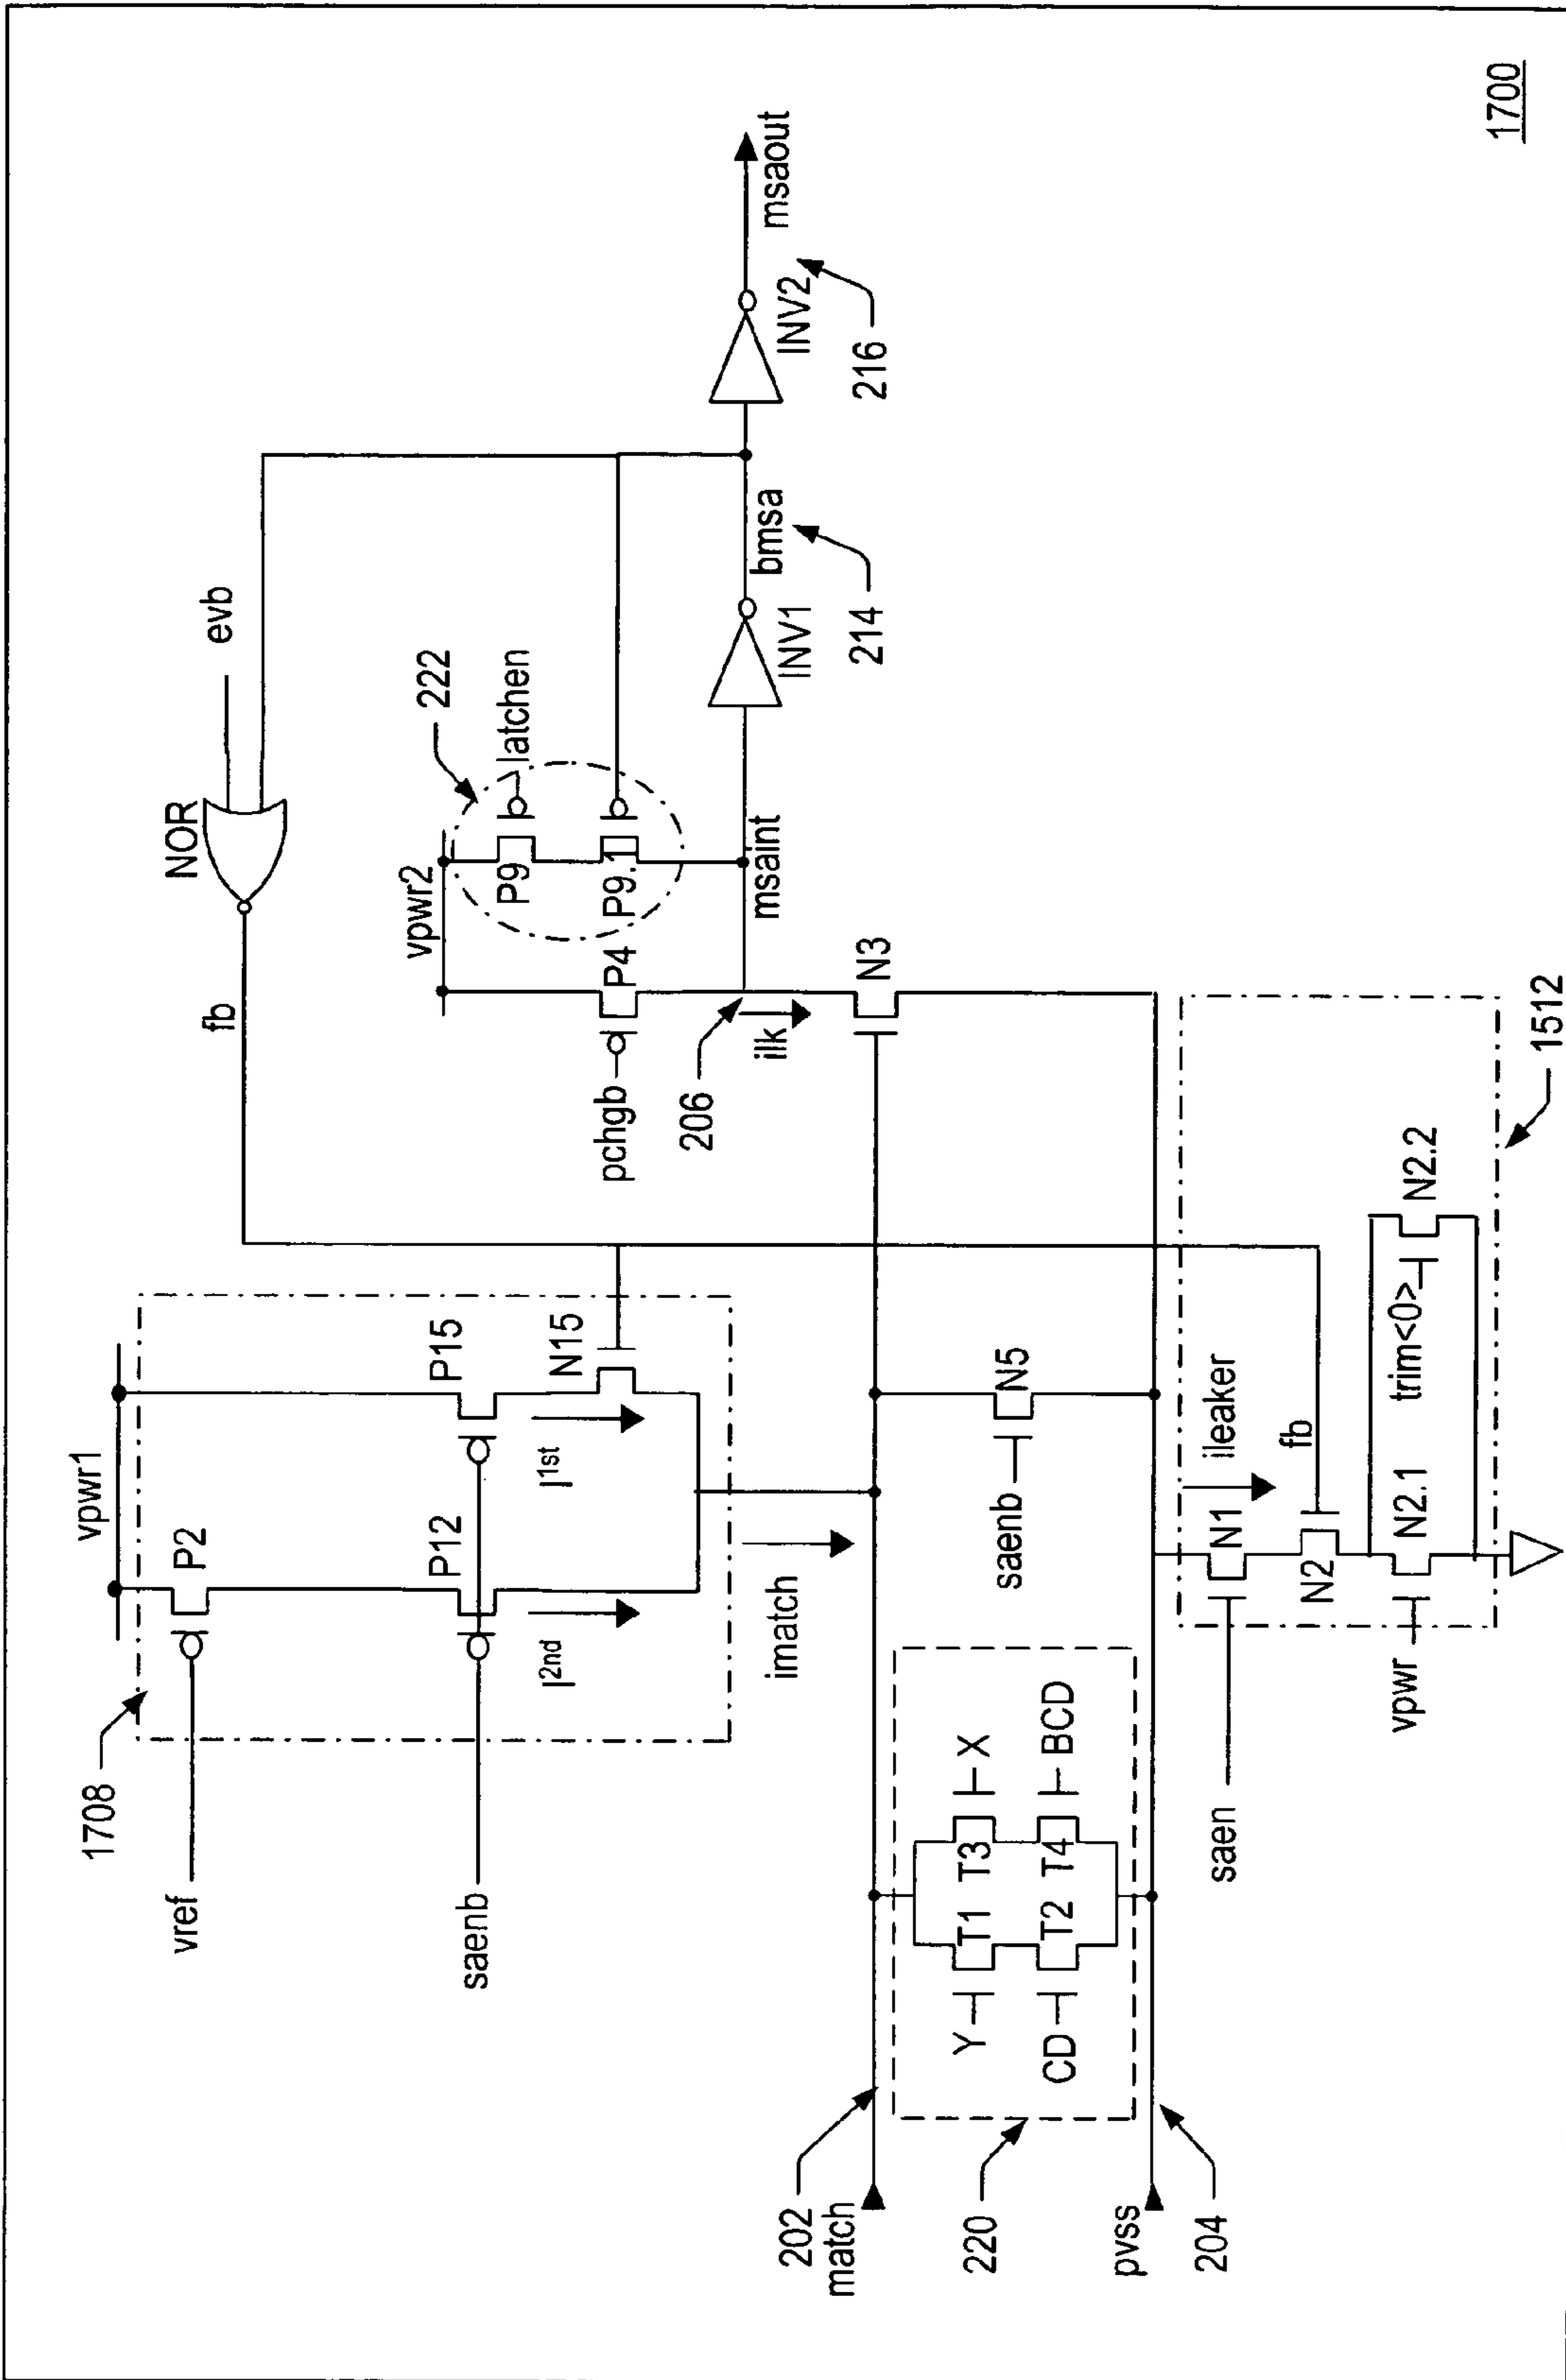 1700
vpwr1
1708
vref
P2
P12
P15
saenb
I2nd
I1st
N15
imatch
fb
NOR
evb
vpwr2
222
P9
latchen
P4
P9.1
pchgb
206
ilk
msaint
INV1
bmsa
214
INV2
216
msaout
N3
202
match
220
Y
T1
T3
X
CD
T2
T4
BCD
pvss
204
saenb
N5
saen
N1
ileaker
fb
N2
vpwr
N2.1
trim<0>
N2.2
1512